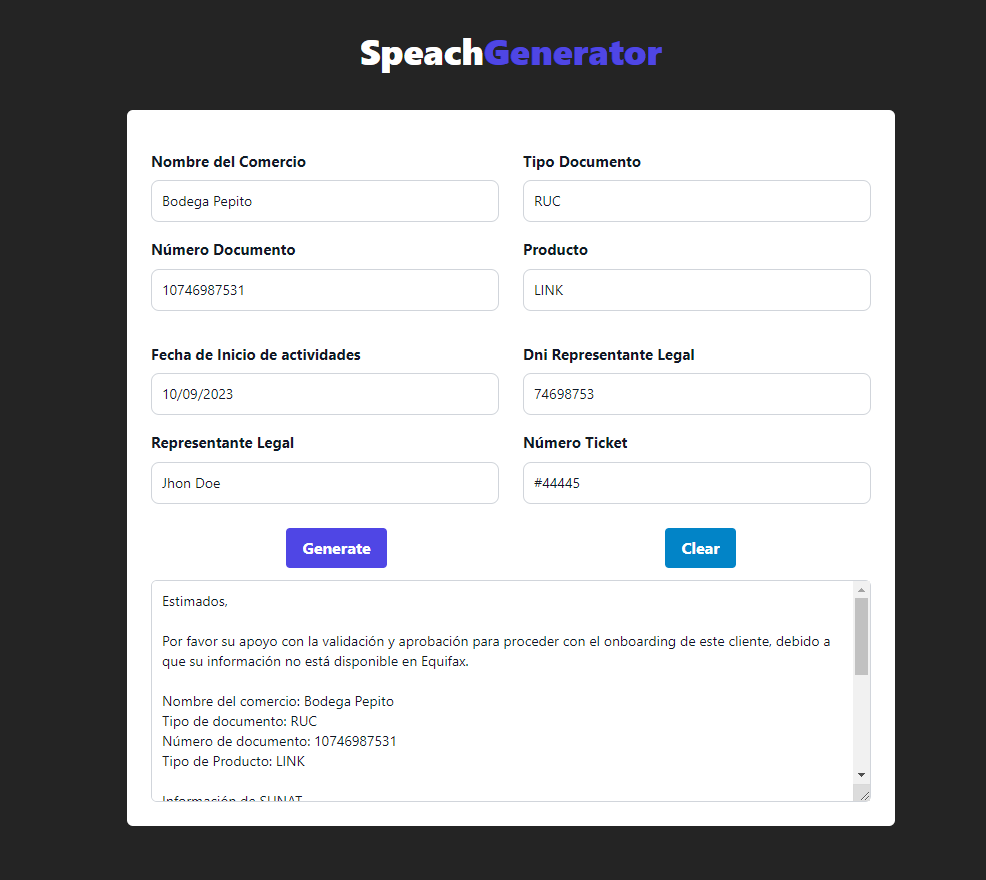 SpeachGenerator
Nombre del Comercio
Tipo Documento
Bodega Pepito
RUC
Número Documento
Producto
10746987531
LINK
Fecha de Inicio de actividades
Dni Representante Legal
10/09/2023
74698753
Representante Legal
Número Ticket
Jhon Doe
#44445
Generate
Clear
Estimados,
Por favor su apoyo con la validación y aprobación para proceder con el onboarding de este cliente, debido a
que su información no está disponible en Equifax.
Nombre del comercio: Bodega Pepito
Tipo de documento: RUC
Número de documento: 10746987531
Tipo de Producto: LINK
Información de SUNAT